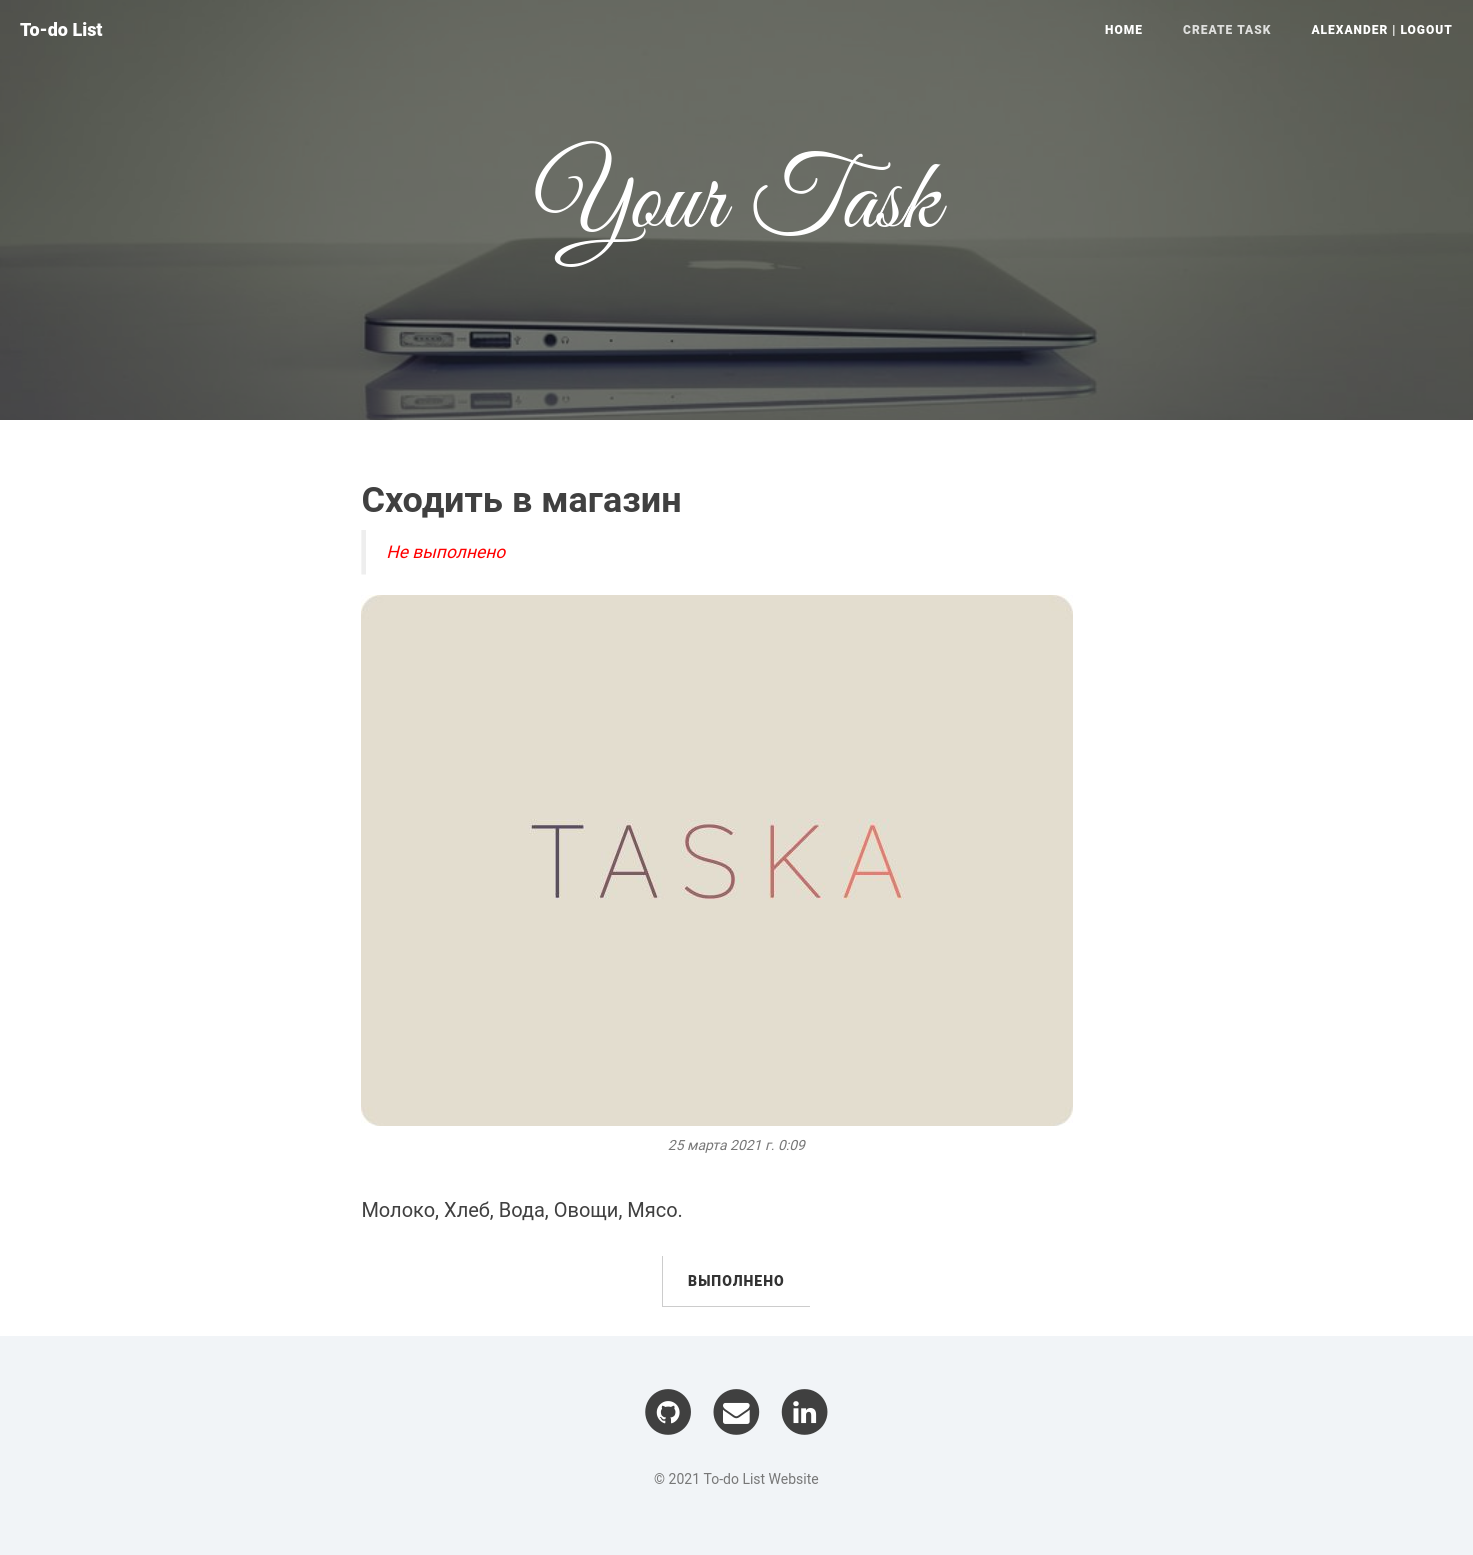 To-do List
HOME
CREATE TASK
ALEXANDER | LOGOUT
Your Task
Сходить в магазин
Не выполнено
TASKA
25 марта 2021 г. 0:09
Молоко, Хлеб, Вода, Овощи, Мясо.
ВЫПОЛНЕНО
in
© 2021 To-do List Website